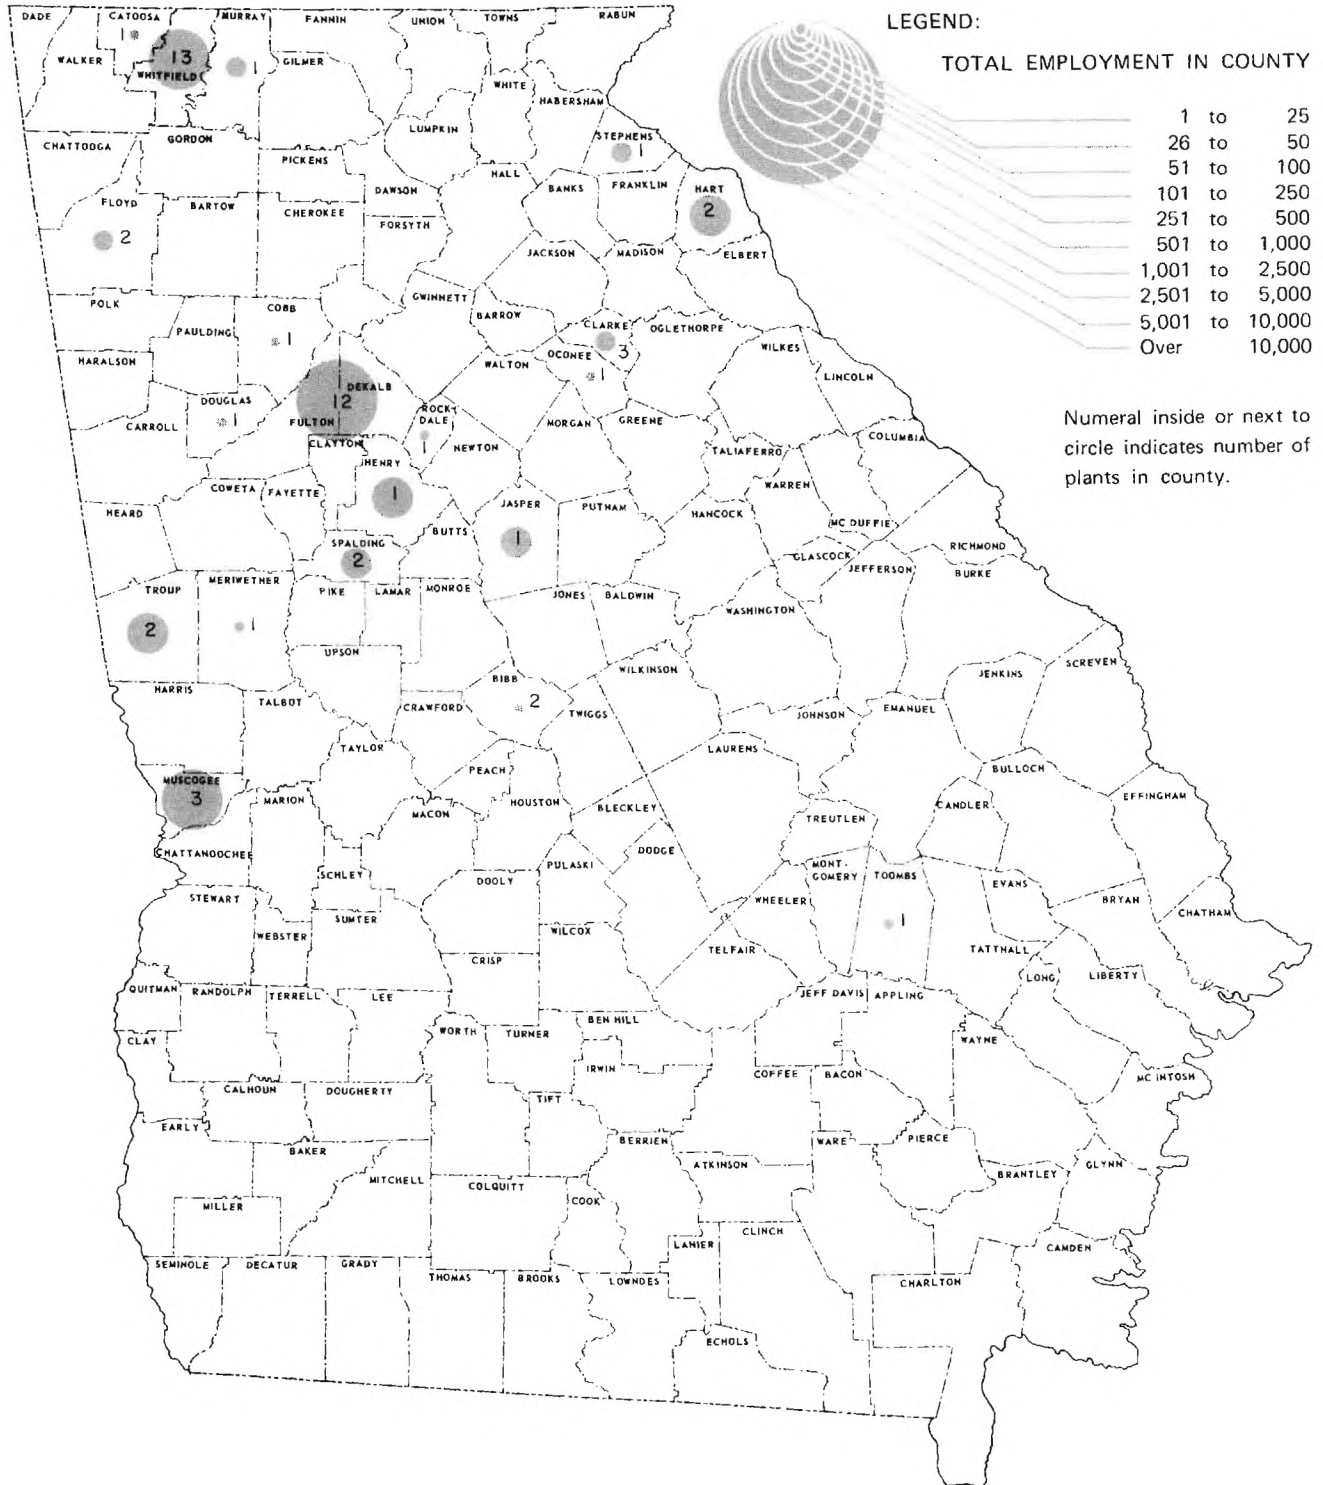 LEGEND:
TOTAL EMPLOYMENT IN COUNTY
1 to 25
26 to 50
51 to 100
101 to 250
251 to 500
501 to 1,000
1,001 to 2,500
2,501 to 5,000
5,001 to 10,000
Over 10,000
Numeral inside or next to
circle indicates number of
plants in county.
DADE
CATOOSA
1
MURRAY
1
FANNIN
UNION
TOWNS
RABUN
WALKER
13
WHITFIELD
GILMER
WHITE
HABERSHAM
LUMPKIN
STEPHENS
1
CHATTOOGA
GORDON
PICKENS
DAWSON
HALL
BANKS
FRANKLIN
HART
2
FLOYD
2
BARTOW
CHEROKEE
FORSYTH
JACKSON
MADISON
ELBERT
POLK
PAULDING
COBB
1
GWINNETT
BARROW
CLARKE
3
OGLETHORPE
OCONEE
1
WALTON
WILKES
LINCOLN
HARALSON
DEKALB
12
FULTON
DOUGLAS
1
CARROLL
CLAYTON
ROCK
DALE
1
NEWTON
MORGAN
GREENE
TALIAFERRO
COLUMBIA
HENRY
1
WARREN
MC DUFFIE
COWETA
FAYETTE
HEARD
BUTTS
JASPER
1
PUTNAM
HANCOCK
SPALDING
2
GLASCOCK
JEFFERSON
RICHMOND
BURKE
TROUP
2
MERIWETHER
1
PIKE
LAMAR
MONROE
JONES
BALDWIN
WASHINGTON
UPSON
HARRIS
TALBOT
CRAWFORD
BIBB
2
TWIGGS
WILKINSON
JOHNSON
EMANUEL
JENKINS
SCREVEN
TAYLOR
PEACH
HOUSTON
LAURENS
MUSCOGEE
3
MARION
MACON
BLECKLEY
TREUTLEN
CANDLER
BULLOCH
EFFINGHAM
CHATTANOOCHEE
SCHLEY
DOOLY
PULASKI
DODGE
WHEELER
MONT-
GOMERY
TOOMBS
1
EVANS
BRYAN
CHATHAM
STEWART
WEBSTER
SUMTER
WILCOX
TELFAIR
TATTNALL
CRISP
LONG
LIBERTY
QUITMAN
RANDOLPH
TERRELL
LEE
JEFF DAVIS
APPLING
CLAY
WORTH
TURNER
BEN HILL
IRWIN
COFFEE
BACON
WAYNE
MC INTOSH
CALHOUN
DOUGHERTY
TIFT
EARLY
BAKER
BERRIEN
WARE
PIERCE
MITCHELL
COLQUITT
COOK
ATKINSON
BRANTLEY
GLYNN
MILLER
LANIER
CLINCH
CAMDEN
SEMINOLE
DECATUR
GRADY
THOMAS
BROOKS
LOWNDES
CHARLTON
ECHOLS